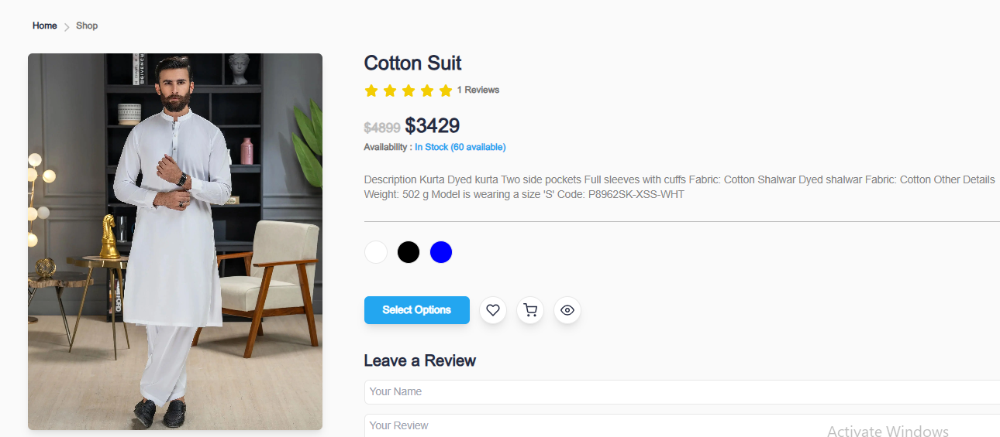 Home > Shop
GIVENCHY
Cotton Suit
1 Reviews
$4899 $3429
Availability : In Stock (60 available)
Description Kurta Dyed kurta Two side pockets Full sleeves with cuffs Fabric: Cotton Shalwar Dyed shalwar Fabric: Cotton Other Details
Weight: 502 g Model is wearing a size 'S' Code: P8962SK-XSS-WHT
Select Options
Leave a Review
Your Name
Your Review
Activate Windows